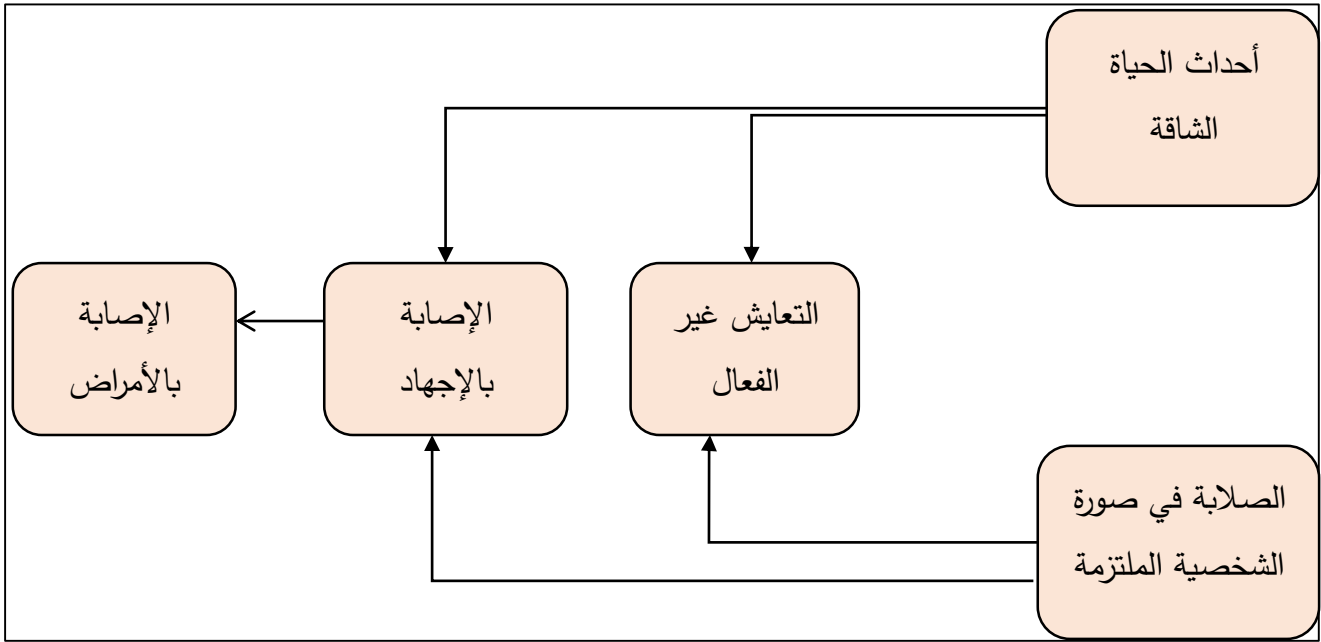 أحداث الحياة
الشاقة
التعايش غير
الفعال
الإصابة
بالإجهاد
الإصابة
بالأمراض
الصلابة في صورة
الشخصية الملتزمة